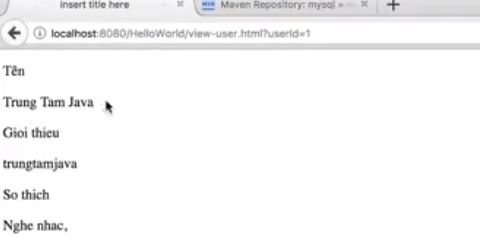 Insert title here
Maven Repository: mysql
localhost:8080/HelloWorld/view-user.html?userId=1
Tên
Trung Tam Java
Gioi thieu
trungtamjava
So thich
Nghe nhac,